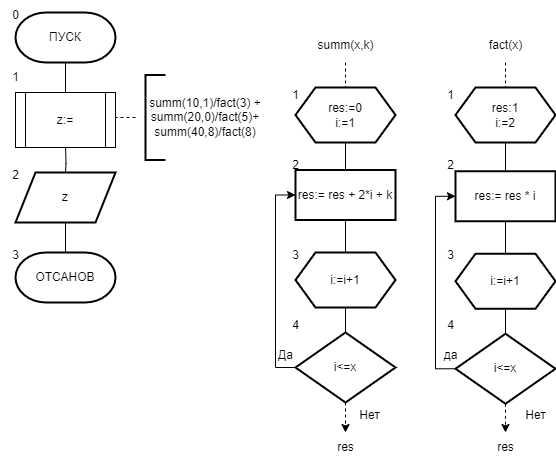 0
ПУСК
1
z:=
summ(10,1)/fact(3) +
summ(20,0)/fact(5)+
summ(40,8)/fact(8)
2
z
3
ОТСАНОВ
summ(x,k)
1
res:=0
i:=1
2
res:= res + 2*i + k
3
i:=i+1
4
Да
i<=x
Нет
res
fact(x)
1
res:1
i:=2
2
res:= res * i
3
i:=i+1
4
да
i<=x
Нет
res